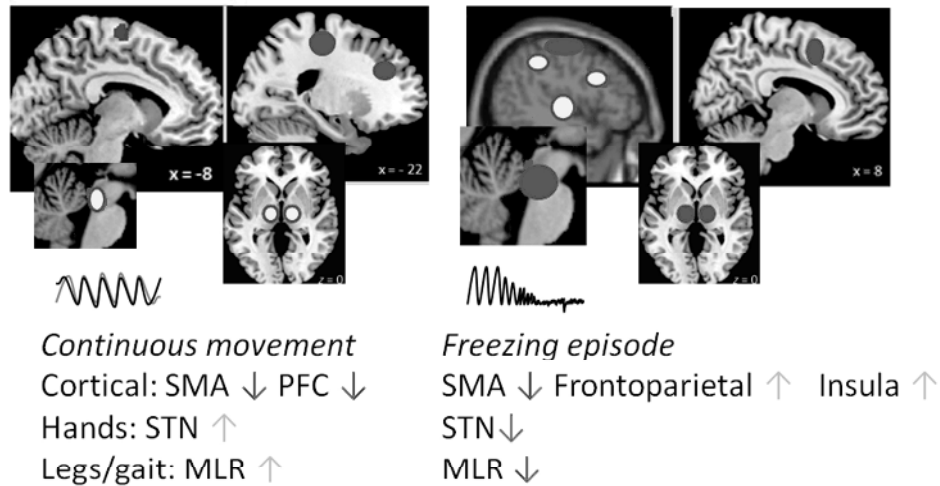 x = -8
x = - 22
z = 0
x = 8
z = 0
Continuous movement
Cortical: SMA ↓ PFC ↓
Hands: STN ↑
Legs/gait: MLR ↑
Freezing episode
SMA ↓ Frontoparietal ↑ Insula ↑
STN↓
MLR ↓